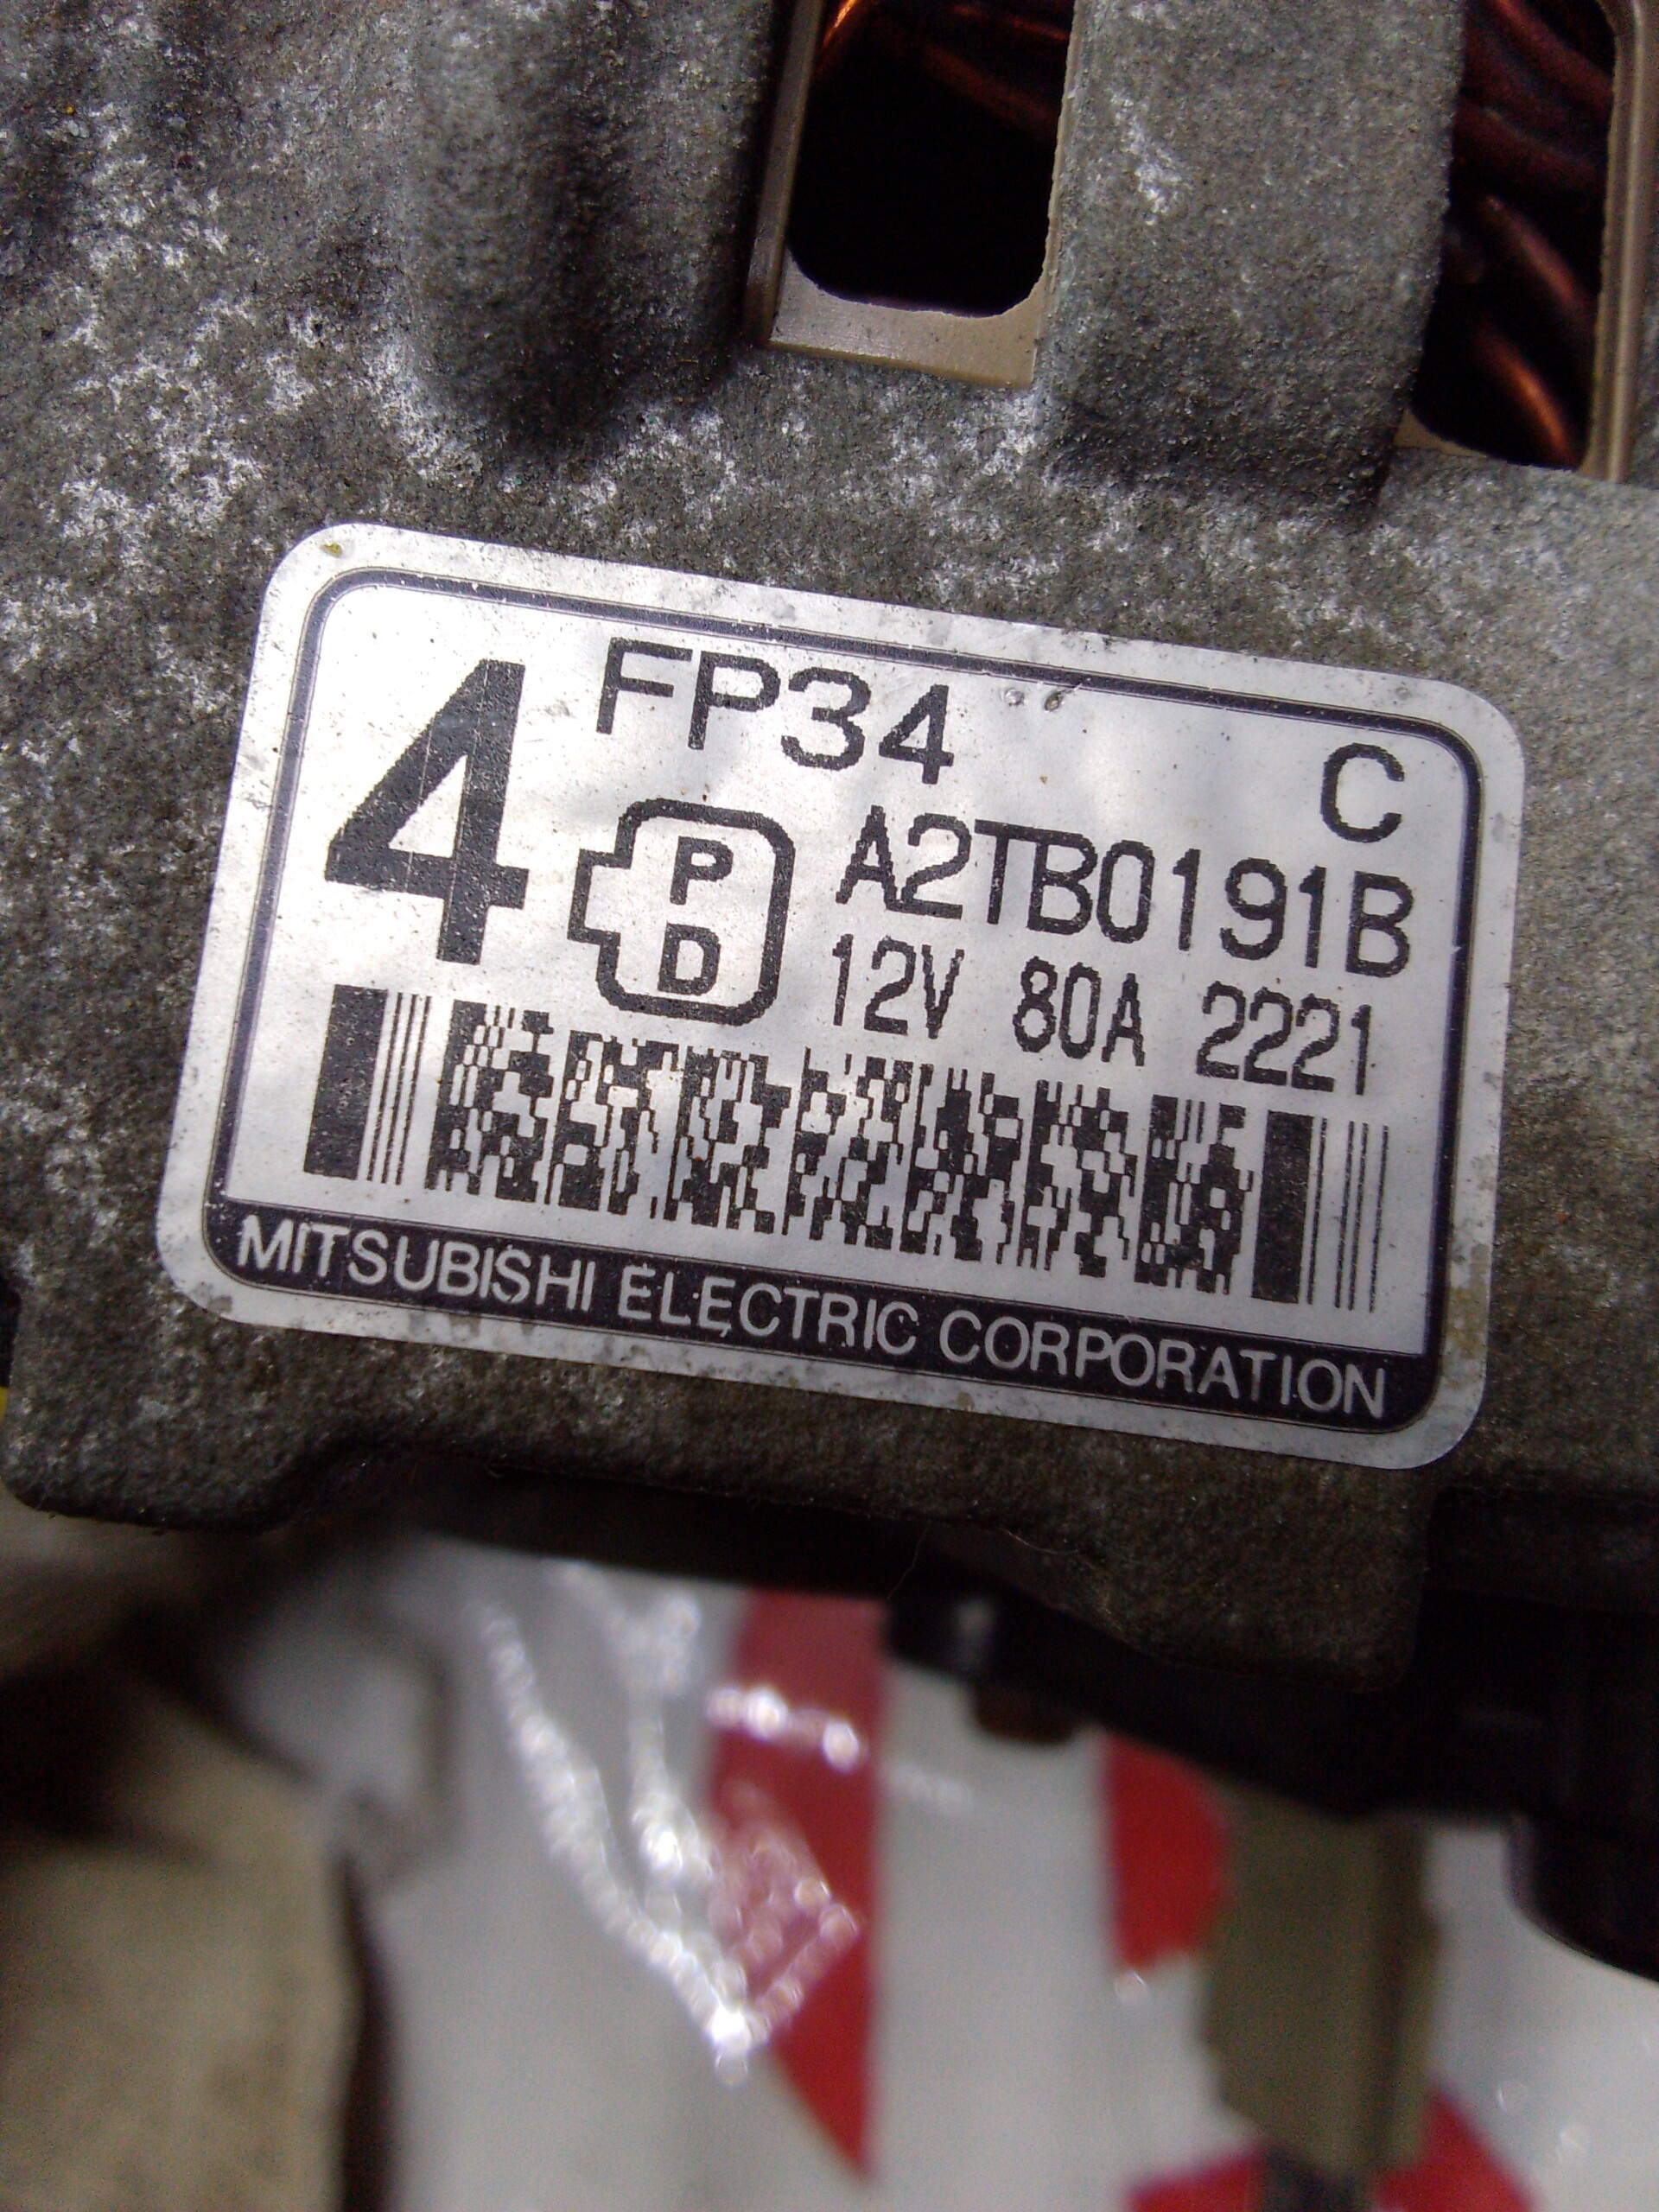 4 FP34 C
P
D
A2TB0191B
12V 80A 2221
MITSUBISHI ELECTRIC CORPORATION